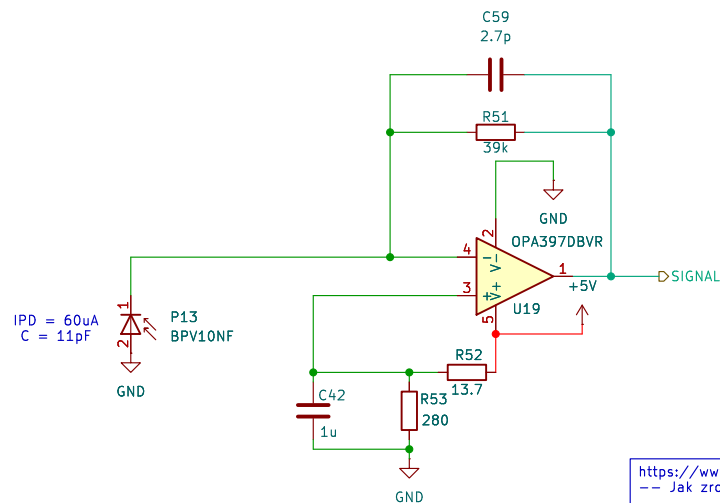 C59
2.7p
R51
39k
GND
2
OPA397DBVR
4
−
V-
1
SIGNAL
3
+
V+
+5V
U19
5
1
IPD = 60uA
C = 11pF
P13
BPV10NF
2
GND
R52
13.7
C42
1u
R53
280
GND
https://ww
-- Jak zro